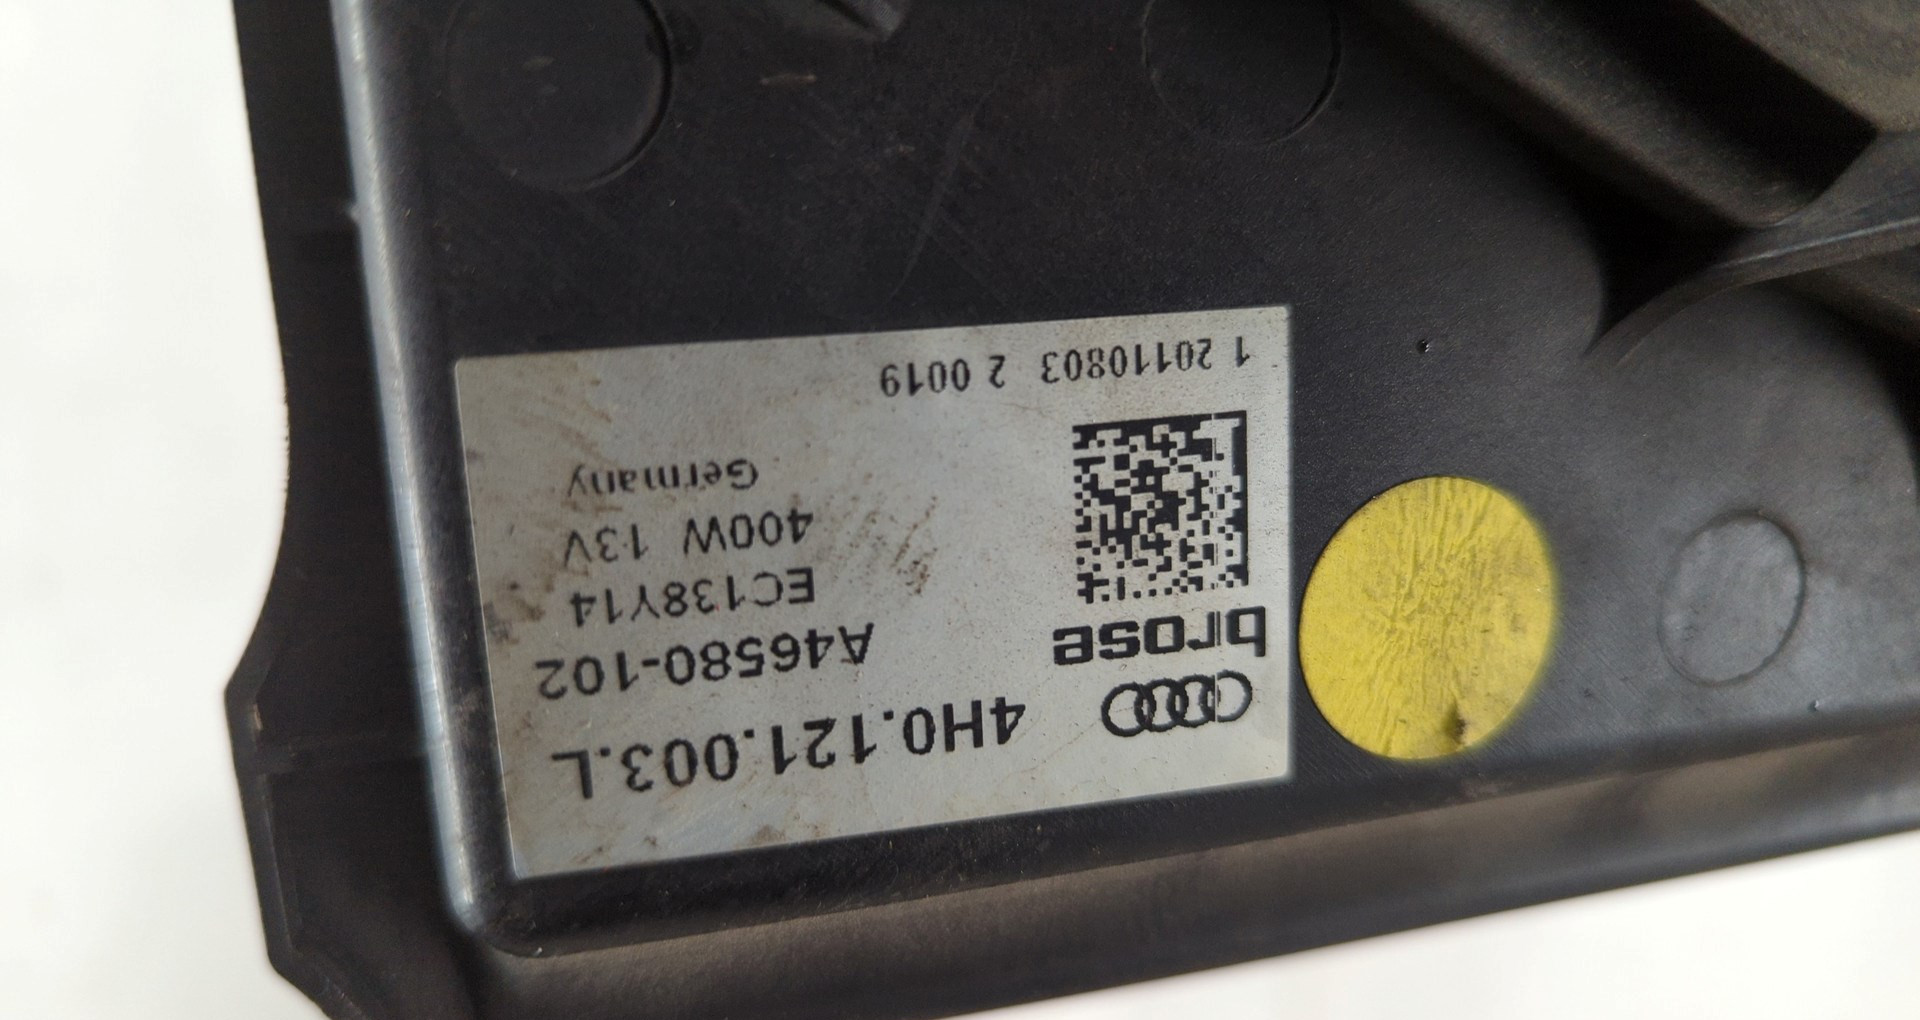 4H0.121.003.L
A46580-102
brose
EC138Y14
400W 13V
Germany
1 20110803 2 0019